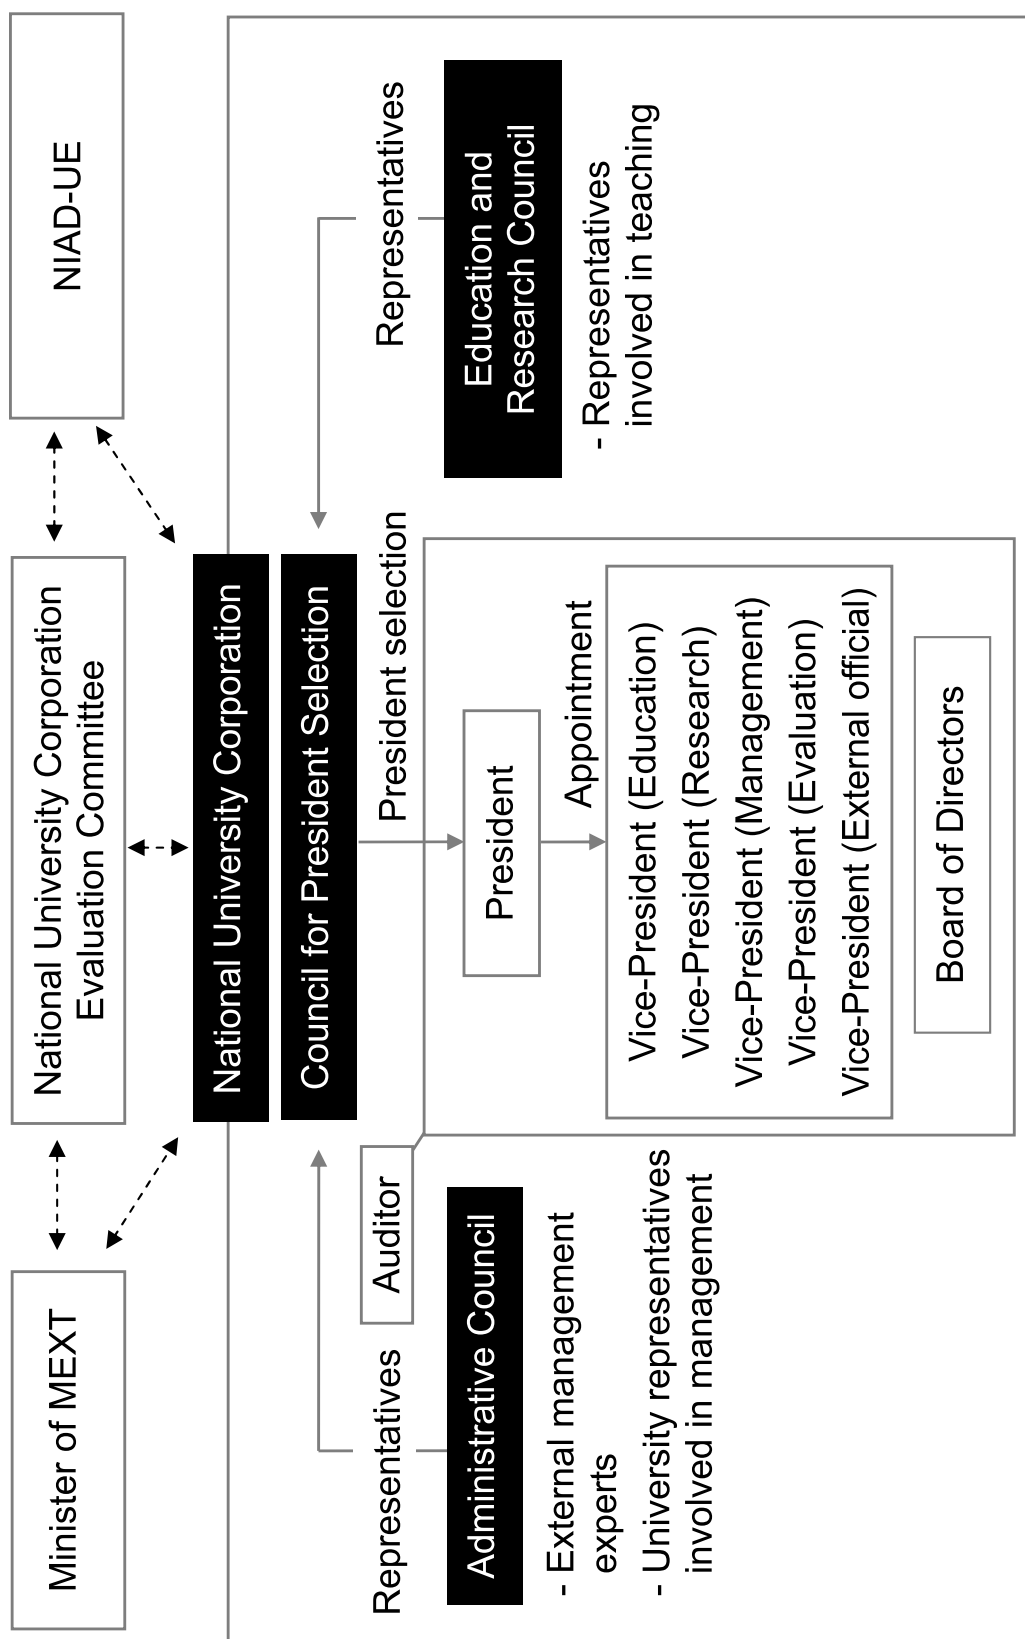 Minister of MEXT
National University Corporation
Evaluation Committee
NIAD-UE
National University Corporation
Council for President Selection
Representatives
Auditor
President selection
Representatives
Administrative Council
- External management
experts
- University representatives
involved in management
President
Appointment
Vice-President (Education)
Vice-President (Research)
Vice-President (Management)
Vice-President (Evaluation)
Vice-President (External official)
Board of Directors
Education and
Research Council
- Representatives
involved in teaching